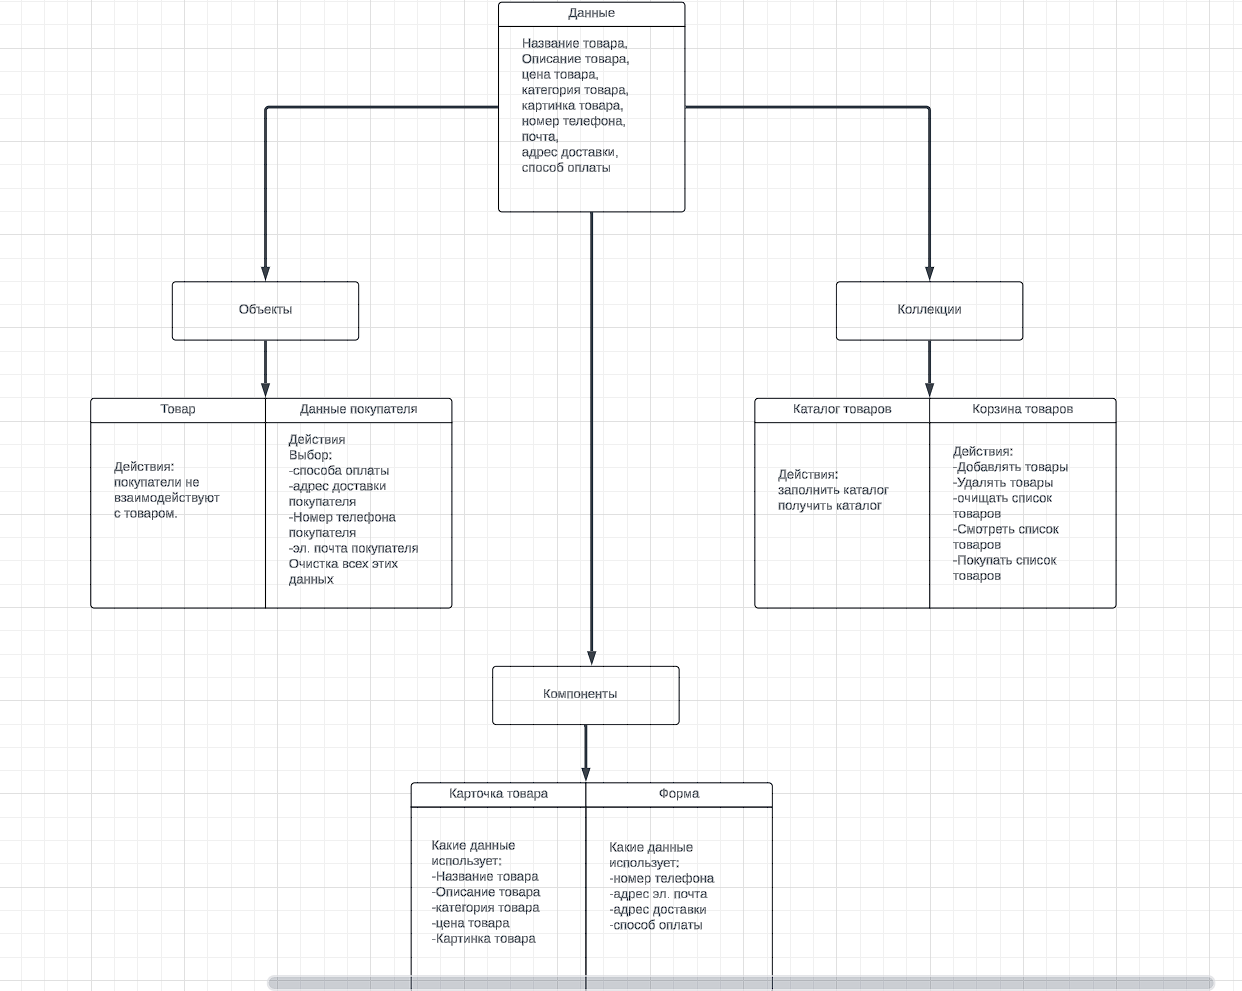 Данные
Название товара,
Описание товара,
цена товара,
категория товара,
картинка товара,
номер телефона,
почта,
адрес доставки,
способ оплаты
Объекты
Коллекции
Товар
Действия:
покупатели не
взаимодействуют
с товаром.
Данные покупателя
Действия
Выбор:
-способа оплаты
-адрес доставки
покупателя
-Номер телефона
покупателя
-эл. почта покупателя
Очистка всех этих
данных
Каталог товаров
Действия:
заполнить каталог
получить каталог
Корзина товаров
Действия:
-Добавлять товары
-Удалять товары
-очищать список
товаров
-Смотреть список
товаров
-Покупать список
товаров
Компоненты
Карточка товара
Какие данные
использует:
-Название товара
-Описание товара
-категория товара
-цена товара
-Картинка товара
Форма
Какие данные
использует:
-номер телефона
-адрес эл. почта
-адрес доставки
-способ оплаты